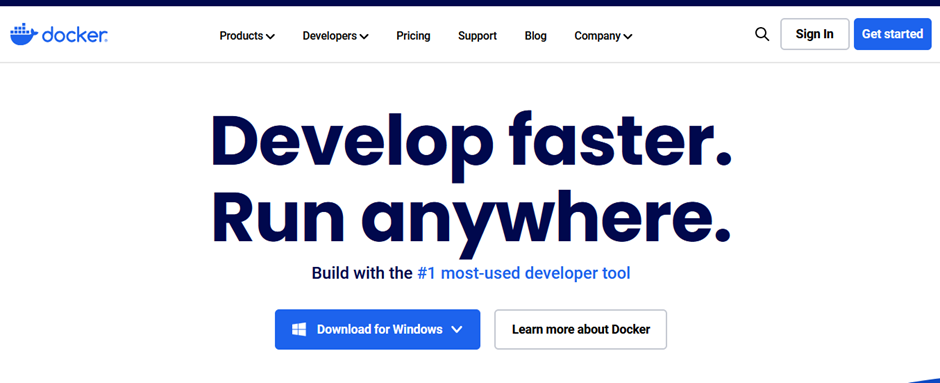 docker
Products Developers Pricing Support Blog Company Sign In Get started
Develop faster.
Run anywhere.
Build with the #1 most-used developer tool
Download for Windows Learn more about Docker